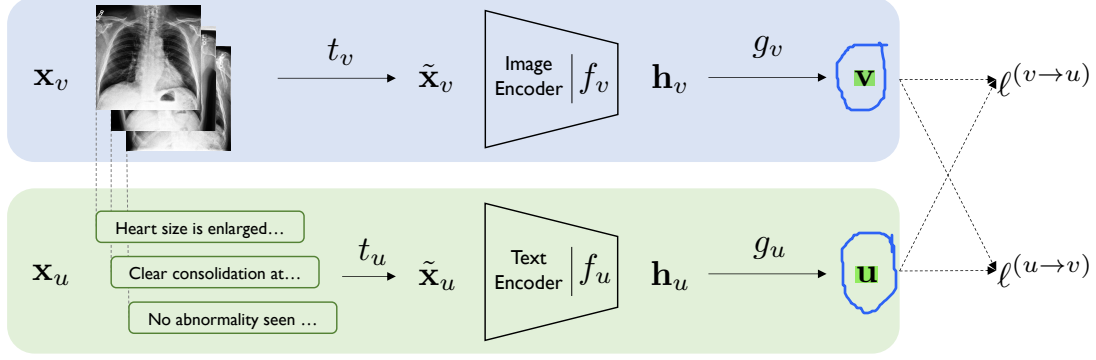 x_v
t_v
x̃_v
Image
Encoder
f_v
h_v
g_v
v
ℓ^(v→u)
x_u
Heart size is enlarged…
Clear consolidation at…
No abnormality seen …
t_u
x̃_u
Text
Encoder
f_u
h_u
g_u
u
ℓ^(u→v)